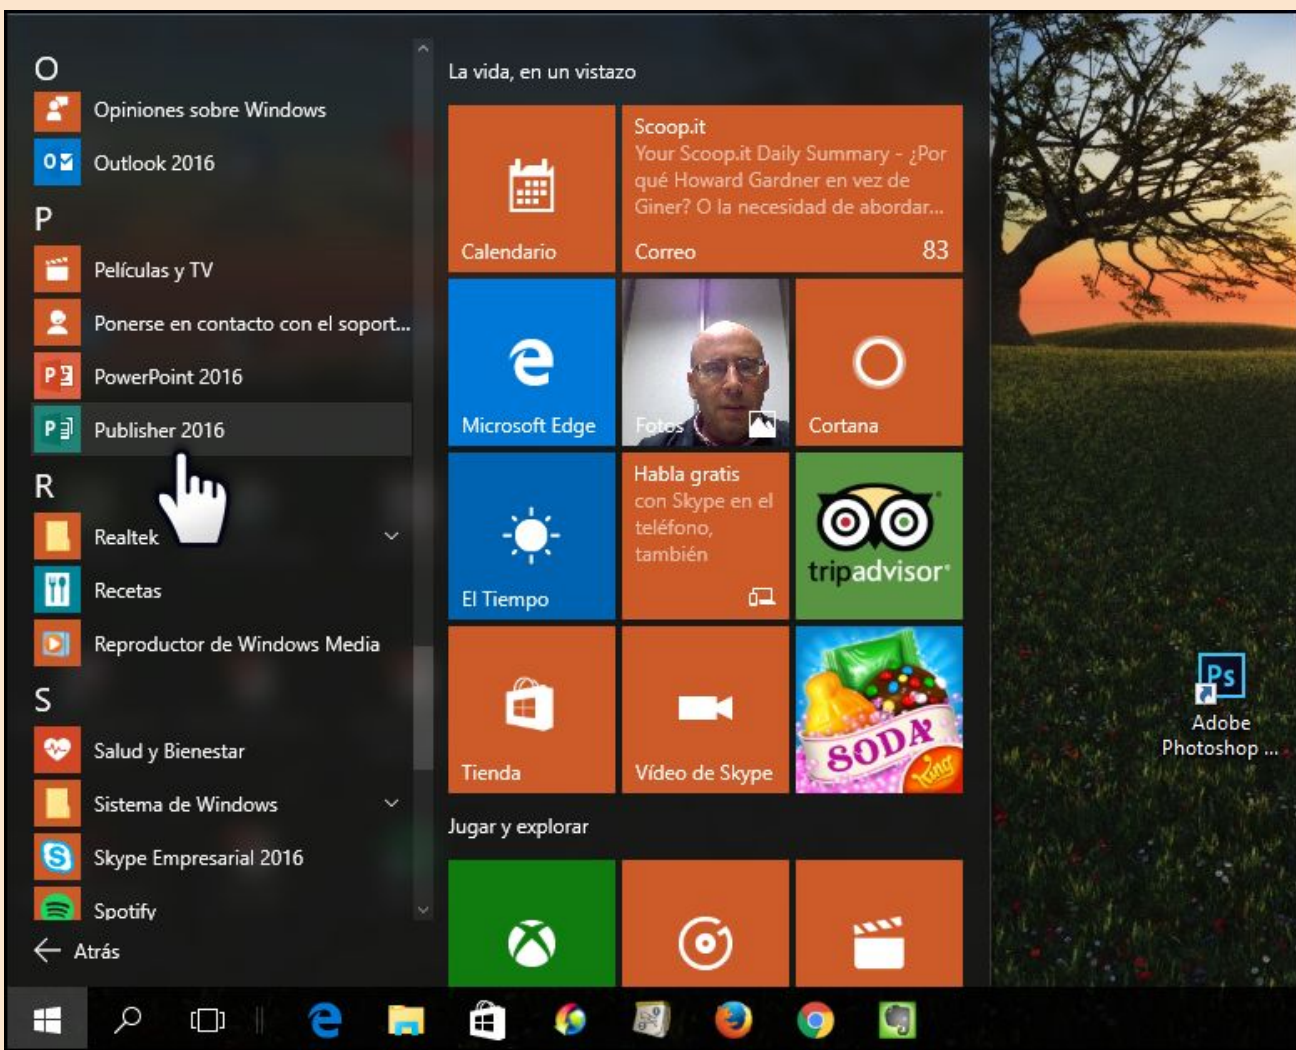 O
Opiniones sobre Windows
Outlook 2016
P
Películas y TV
Ponerse en contacto con el soport...
PowerPoint 2016
Publisher 2016
R
Realtek
Recetas
Reproductor de Windows Media
S
Salud y Bienestar
Sistema de Windows
Skype Empresarial 2016
Spotify
Atrás
La vida, en un vistazo
Calendario
Scoop.it
Your Scoop.it Daily Summary - ¿Por
qué Howard Gardner en vez de
Giner? O la necesidad de abordar...
Correo 83
Microsoft Edge
Fotos
Cortana
El Tiempo
Habla gratis
con Skype en el
teléfono,
también
tripadvisor
Tienda
Vídeo de Skype
SODA
King
Jugar y explorar
Ps
Adobe
Photoshop ...